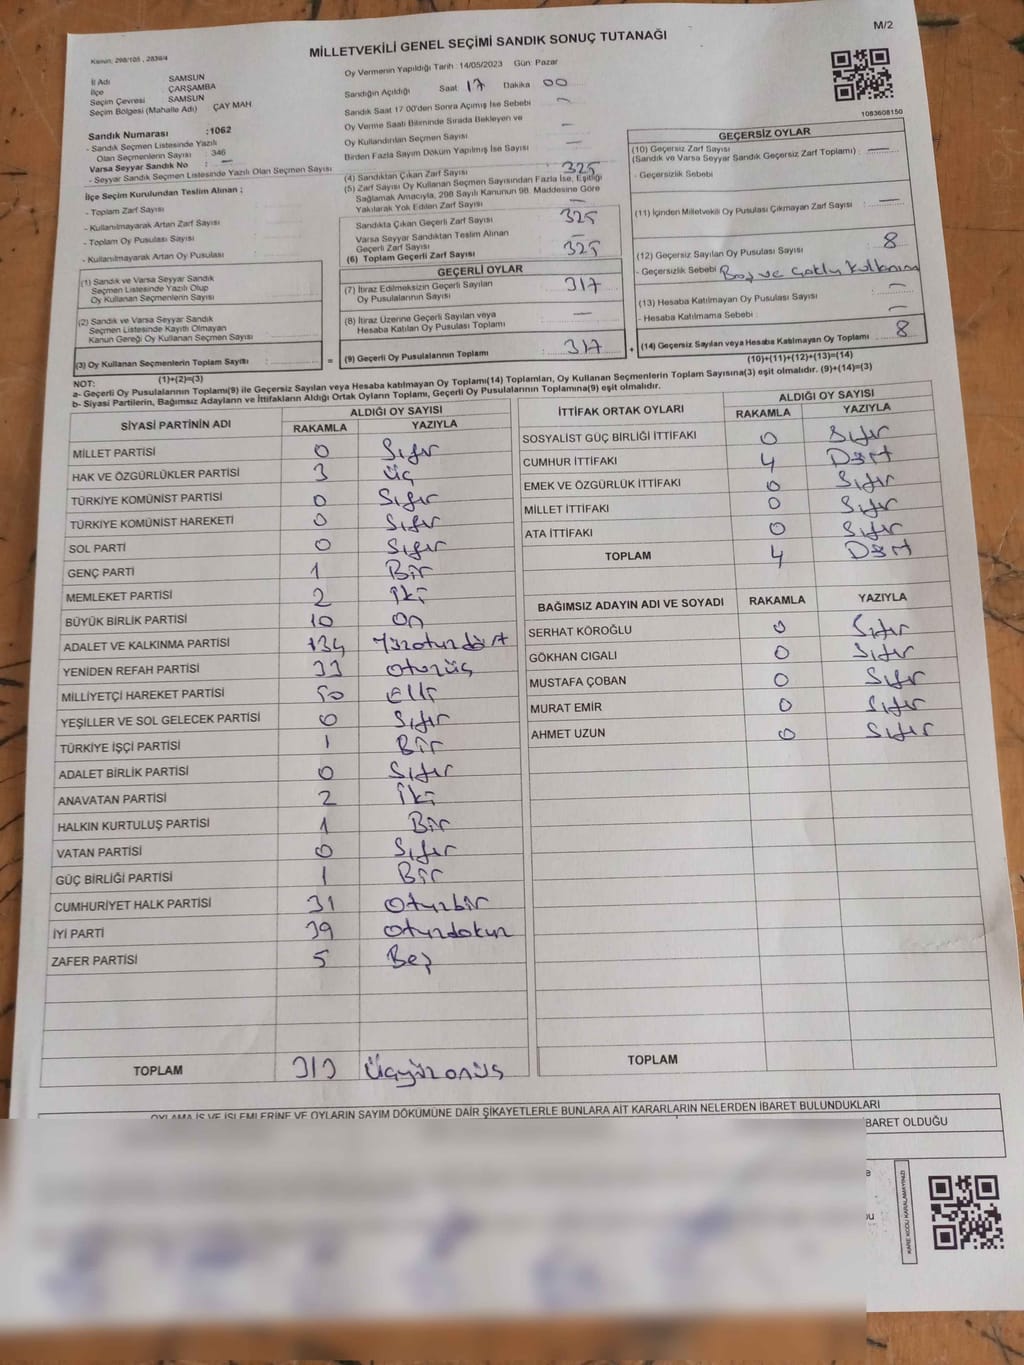 M/2
MİLLETVEKİLİ GENEL SEÇİMİ SANDIK SONUÇ TUTANAĞI
Kanun: 298/105 , 2839/4
İl Adı SAMSUN
İlçe ÇARŞAMBA
Seçim Çevresi SAMSUN
Seçim Bölgesi (Mahalle Adı) ÇAY MAH
Sandık Numarası :1062
- Sandık Seçmen Listesinde Yazılı
Olan Seçmenlerin Sayısı : 346
Varsa Seyyar Sandık No : —
- Seyyar Sandık Seçmen Listesinde Yazılı Olan Seçmen Sayısı
İlçe Seçim Kurulundan Teslim Alınan ;
- Toplam Zarf Sayısı
- Kullanılmayarak Artan Zarf Sayısı
- Toplam Oy Pusulası Sayısı
- Kullanılmayarak Artan Oy Pusulası
(1) Sandık ve Varsa Seyyar Sandık
Seçmen Listesinde Yazılı Olup
Oy Kullanan Seçmenlerin Sayısı
(2) Sandık ve Varsa Seyyar Sandık
Seçmen Listesinde Kayıtlı Olmayan
Kanun Gereği Oy Kullanan Seçmen Sayısı
(3) Oy Kullanan Seçmenlerin Toplam Sayısı :
(1)+(2)=(3)
Oy Vermenin Yapıldığı Tarih : 14/05/2023 Gün Pazar
Sandığın Açıldığı Saat 17 Dakika 00
Sandık Saat 17 00'den Sonra Açımış İse Sebebi —
Oy Verme Saati Bitiminde Sırada Bekleyen ve
Oy Kullandırılan Seçmen Sayısı —
Birden Fazla Sayım Döküm Yapılmış İse Sayısı —
(4) Sandıktan Çıkan Zarf Sayısı 325
(5) Zarf Sayısı Oy Kullanan Seçmen Sayısından Fazla İse, Eşitliği
Sağlamak Amacıyla, 298 Sayılı Kanunun 98. Maddesine Göre
Yakılarak Yok Edilen Zarf Sayısı —
Sandıkta Çıkan Geçerli Zarf Sayısı 325
Varsa Seyyar Sandıktan Teslim Alınan
Geçerli Zarf Sayısı —
(6) Toplam Geçerli Zarf Sayısı 325
GEÇERLİ OYLAR
(7) İtiraz Edilmeksizin Geçerli Sayılan
Oy Pusulalarının Sayısı 317
(8) İtiraz Üzerine Geçerli Sayılan veya
Hesaba Katılan Oy Pusulası Toplamı —
= (9) Geçerli Oy Pusulalarının Toplamı 317 +
1083608150
GEÇERSİZ OYLAR
(10) Geçersiz Zarf Sayısı
(Sandık ve Varsa Seyyar Sandık Geçersiz Zarf Toplamı) : —
- Geçersizlik Sebebi
(11) İçinden Milletvekili Oy Pusulası Çıkmayan Zarf Sayısı : —
(12) Geçersiz Sayılan Oy Pusulası Sayısı 8
- Geçersizlik Sebebi Boş ve Çoklu Kullanım
(13) Hesaba Katılmayan Oy Pusulası Sayısı —
- Hesaba Katılmama Sebebi : —
(14) Geçersiz Sayılan veya Hesaba Katılmayan Oy Toplamı 8
(10)+(11)+(12)+(13)=(14)
NOT:
a- Geçerli Oy Pusulalarının Toplamı(9) ile Geçersiz Sayılan veya Hesaba katılmayan Oy Toplamı(14) Toplamları, Oy Kullanan Seçmenlerin Toplam Sayısına(3) eşit olmalıdır. (9)+(14)=(3)
b- Siyasi Partilerin, Bağımsız Adayların ve İttifakların Aldığı Ortak Oyların Toplamı, Geçerli Oy Pusulalarının Toplamına(9) eşit olmalıdır.
SİYASİ PARTİNİN ADI ALDIĞI OY SAYISI
RAKAMLA YAZIYLA
MİLLET PARTİSİ 0 Sıfır
HAK VE ÖZGÜRLÜKLER PARTİSİ 3 Üç
TÜRKİYE KOMÜNİST PARTİSİ 0 Sıfır
TÜRKİYE KOMÜNİST HAREKETİ 0 Sıfır
SOL PARTİ 0 Sıfır
GENÇ PARTİ 1 Bir
MEMLEKET PARTİSİ 2 iki
BÜYÜK BİRLİK PARTİSİ 10 On
ADALET VE KALKINMA PARTİSİ 134 Yüzotuzdört
YENİDEN REFAH PARTİSİ 33 otuzüç
MİLLİYETÇİ HAREKET PARTİSİ 50 elli
YEŞİLLER VE SOL GELECEK PARTİSİ 0 Sıfır
TÜRKİYE İŞÇİ PARTİSİ 1 Bir
ADALET BİRLİK PARTİSİ 0 Sıfır
ANAVATAN PARTİSİ 2 İki
HALKIN KURTULUŞ PARTİSİ 1 Bir
VATAN PARTİSİ 0 Sıfır
GÜÇ BİRLİĞİ PARTİSİ 1 Bir
CUMHURİYET HALK PARTİSİ 31 Otuzbir
İYİ PARTİ 39 Otuzdokuz
ZAFER PARTİSİ 5 Beş
TOPLAM 313 Üçyüzonüç
İTTİFAK ORTAK OYLARI ALDIĞI OY SAYISI
RAKAMLA YAZIYLA
SOSYALİST GÜÇ BİRLİĞİ İTTİFAKI 0 Sıfır
CUMHUR İTTİFAKI 4 Dört
EMEK VE ÖZGÜRLÜK İTTİFAKI 0 Sıfır
MİLLET İTTİFAKI 0 Sıfır
ATA İTTİFAKI 0 Sıfır
TOPLAM 4 Dört
BAĞIMSIZ ADAYIN ADI VE SOYADI RAKAMLA YAZIYLA
SERHAT KÖROĞLU 0 Sıfır
GÖKHAN CIGALI 0 Sıfır
MUSTAFA ÇOBAN 0 Sıfır
MURAT EMİR 0 Sıfır
AHMET UZUN 0 Sıfır
TOPLAM
OYLAMA İŞ VE İŞLEMLERİNE VE OYLARIN SAYIM DÖKÜMÜNE DAİR ŞİKAYETLERLE BUNLARA AİT KARARLARIN NELERDEN İBARET BULUNDUKLARI
BARET OLDUĞU
KARE KODU KARALAMAYINIZ!